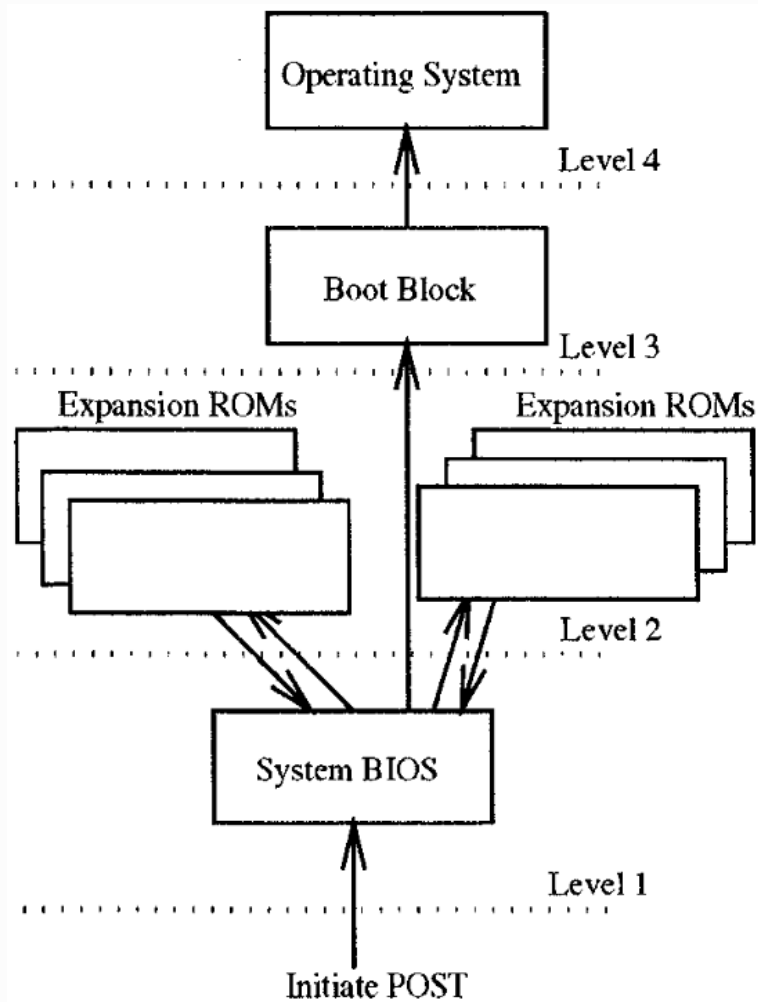 Operating System
Level 4
Boot Block
Level 3
Expansion ROMs
Expansion ROMs
Level 2
System BIOS
Level 1
Initiate POST